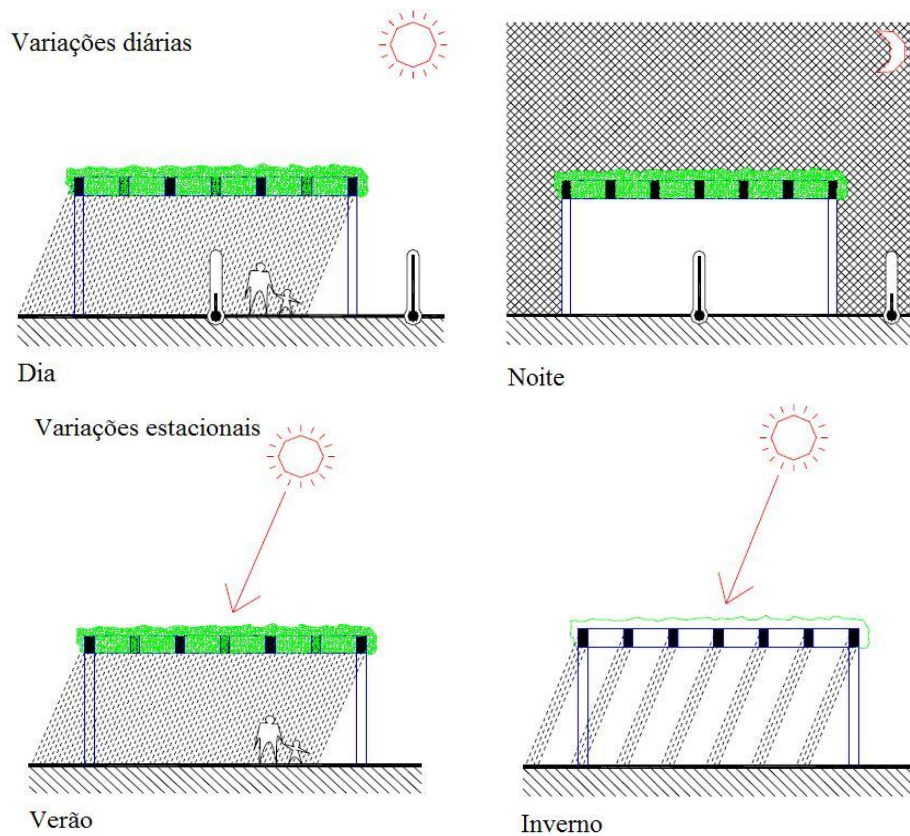 Variações diárias
Dia
Noite
Variações estacionais
Verão
Inverno